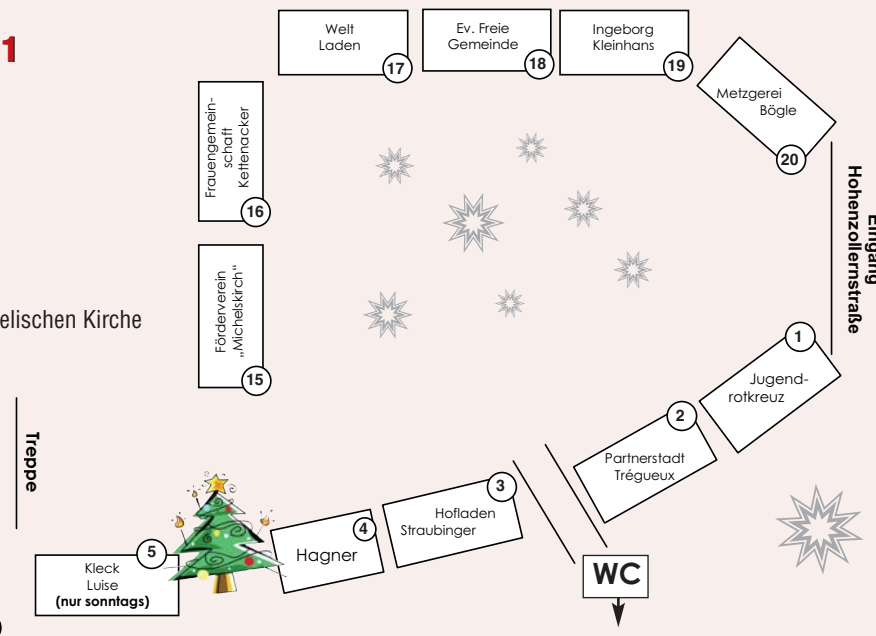 1
Welt
Laden
17
Ev. Freie
Gemeinde
18
Ingeborg
Kleinhans
19
Metzgerei
Bögle
20
Eingang
Hohenzollernstraße
Frauengemein-
schaft
Kettenacker
16
Förderverein
„Michelskirch“
15
elischen Kirche
1
Jugend-
rotkreuz
2
Partnerstadt
Trégueux
Treppe
3
Hofladen
Straubinger
4
Hagner
5
Kleck
Luise
(nur sonntags)
WC
)